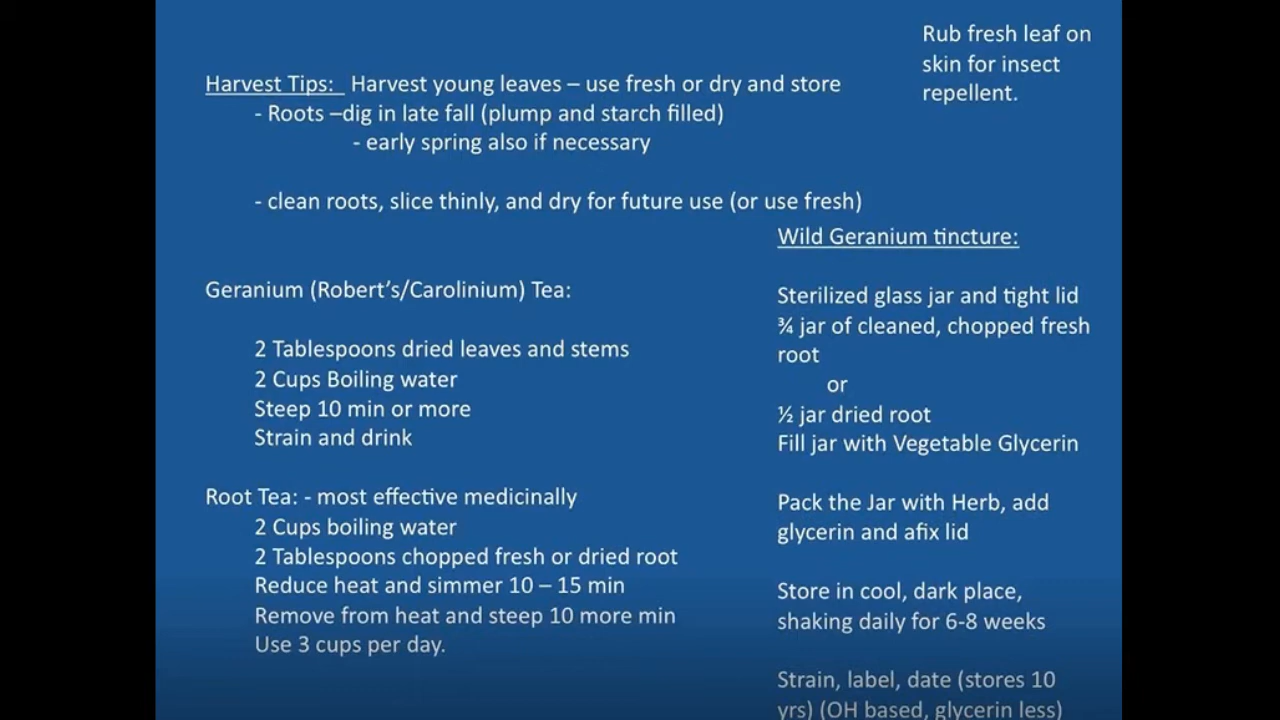 Rub fresh leaf on
skin for insect
repellent.
Harvest Tips: Harvest young leaves – use fresh or dry and store
- Roots –dig in late fall (plump and starch filled)
- early spring also if necessary
- clean roots, slice thinly, and dry for future use (or use fresh)
Geranium (Robert’s/Carolinium) Tea:
2 Tablespoons dried leaves and stems
2 Cups Boiling water
Steep 10 min or more
Strain and drink
Root Tea: - most effective medicinally
2 Cups boiling water
2 Tablespoons chopped fresh or dried root
Reduce heat and simmer 10 – 15 min
Remove from heat and steep 10 more min
Use 3 cups per day.
Wild Geranium tincture:
Sterilized glass jar and tight lid
¾ jar of cleaned, chopped fresh
root
or
½ jar dried root
Fill jar with Vegetable Glycerin
Pack the Jar with Herb, add
glycerin and afix lid
Store in cool, dark place,
shaking daily for 6-8 weeks
Strain, label, date (stores 10
yrs) (OH based, glycerin less)